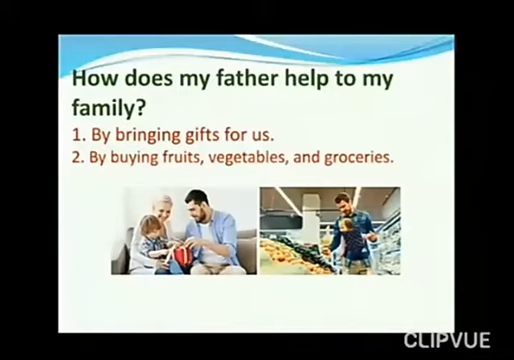 How does my father help to my
family?
1. By bringing gifts for us.
2. By buying fruits, vegetables, and groceries.
CLIPVUE